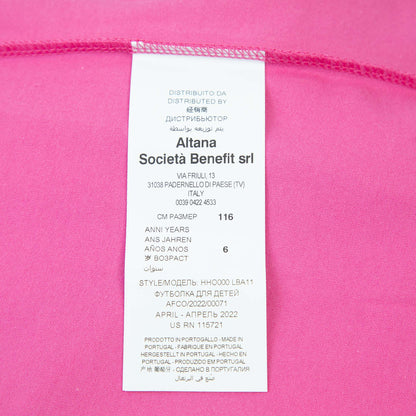 DISTRIBUITO DA
DISTRIBUTED BY
经销商
ДИСТРИБЬЮТОР
يتم توزيعه بواسطة
Altana
Società Benefit srl
VIA FRIULI, 13
31038 PADERNELLO DI PAESE (TV)
ITALY
0039 0422 4533
CM РАЗМЕР 116
ANNI YEARS
ANS JAHREN
AÑOS ANOS 6
岁 ВОЗРАСТ
سنوات
STYLE/МОДЕЛЬ: HHO000 LBA11
ФУТБОЛКА ДЛЯ ДЕТЕЙ
AFCO/2022/00071
APRIL - АПРЕЛЬ 2022
US RN 115721
PRODOTTO IN PORTOGALLO - MADE IN
PORTUGAL - FABRIQUE EN PORTUGAL
HERGESTELLT IN PORTUGAL - HECHO EN
PORTUGAL - PRODUZIDO EM PORTUGAL
产地 葡萄牙 - СДЕЛАНО В ПОРТУГАЛИИ
صنع في البرتغال